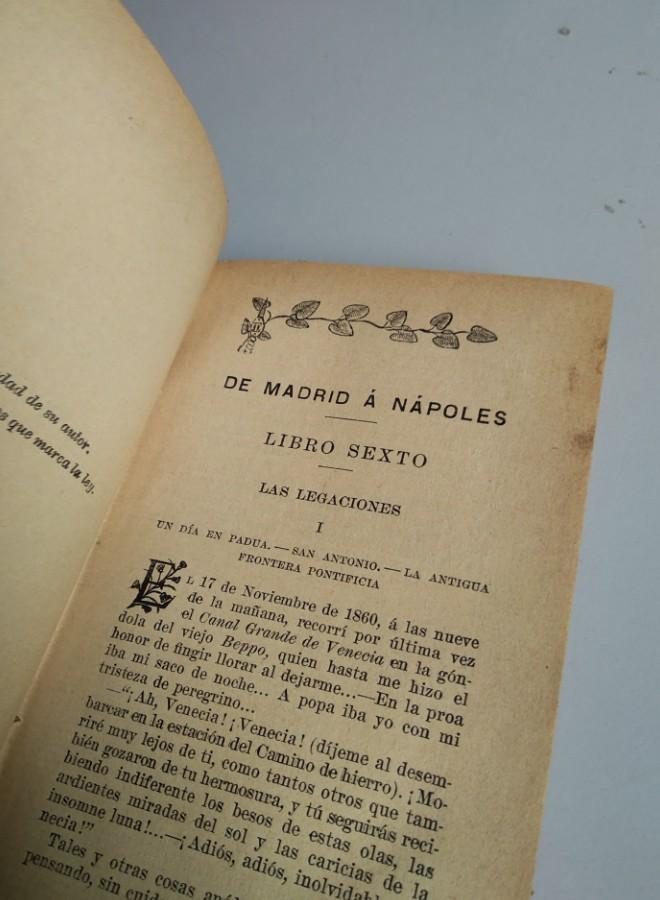 dad de su autor.
es que marca la ley.
DE MADRID Á NÁPOLES
LIBRO SEXTO
LAS LEGACIONES
I
UN DÍA EN PADUA.—SAN ANTONIO.—LA ANTIGUA
FRONTERA PONTIFICIA
EL 17 de Noviembre de 1860, á las nueve
de la mañana, recorrí por última vez
el Canal Grande de Venecia en la gón-
dola del viejo Beppo, quien hasta me hizo el
honor de fingir llorar al dejarme...—En la proa
iba mi saco de noche... A popa iba yo con mi
tristeza de peregrino...
—“¡Ah, Venecia! ¡Venecia! (díjeme al desem-
barcar en la estación del Camino de hierro). ¡Mo-
riré muy lejos de ti, como tantos otros que tam-
bién gozaron de tu hermosura, y tú seguirás reci-
biendo indiferente los besos de estas olas, las
ardientes miradas del sol y las caricias de la
insomne luna!...—¡Adiós, adiós, inolvidable
necia!”
Tales y otras cosas
pensando, sin